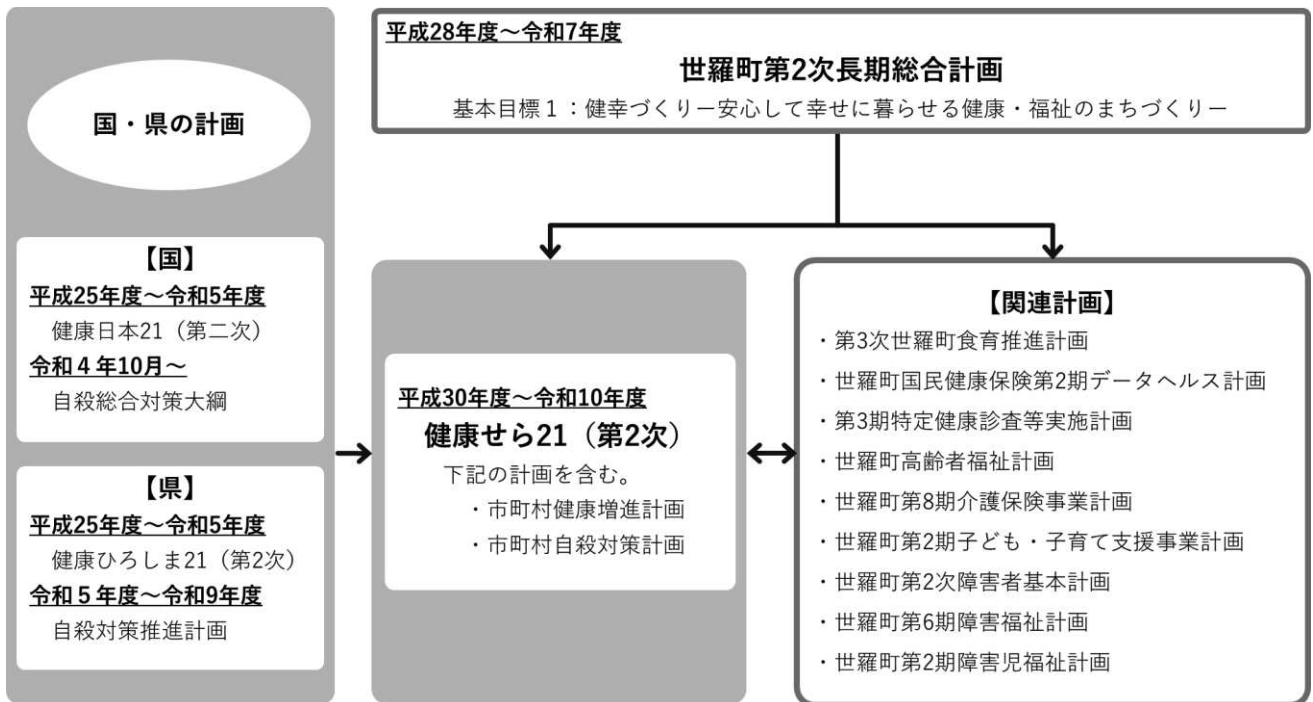 国・県の計画
【国】
平成25年度～令和5年度
健康日本21（第二次）
令和４年10月～
自殺総合対策大綱
【県】
平成25年度～令和5年度
健康ひろしま21（第2次）
令和５年度～令和9年度
自殺対策推進計画
平成28年度～令和7年度
世羅町第2次長期総合計画
基本目標１：健幸づくりー安心して幸せに暮らせる健康・福祉のまちづくりー
平成30年度～令和10年度
健康せら21（第2次）
下記の計画を含む。
・市町村健康増進計画
・市町村自殺対策計画
【関連計画】
・第3次世羅町食育推進計画
・世羅町国民健康保険第2期データヘルス計画
・第3期特定健康診査等実施計画
・世羅町高齢者福祉計画
・世羅町第8期介護保険事業計画
・世羅町第2期子ども・子育て支援事業計画
・世羅町第2次障害者基本計画
・世羅町第6期障害福祉計画
・世羅町第2期障害児福祉計画